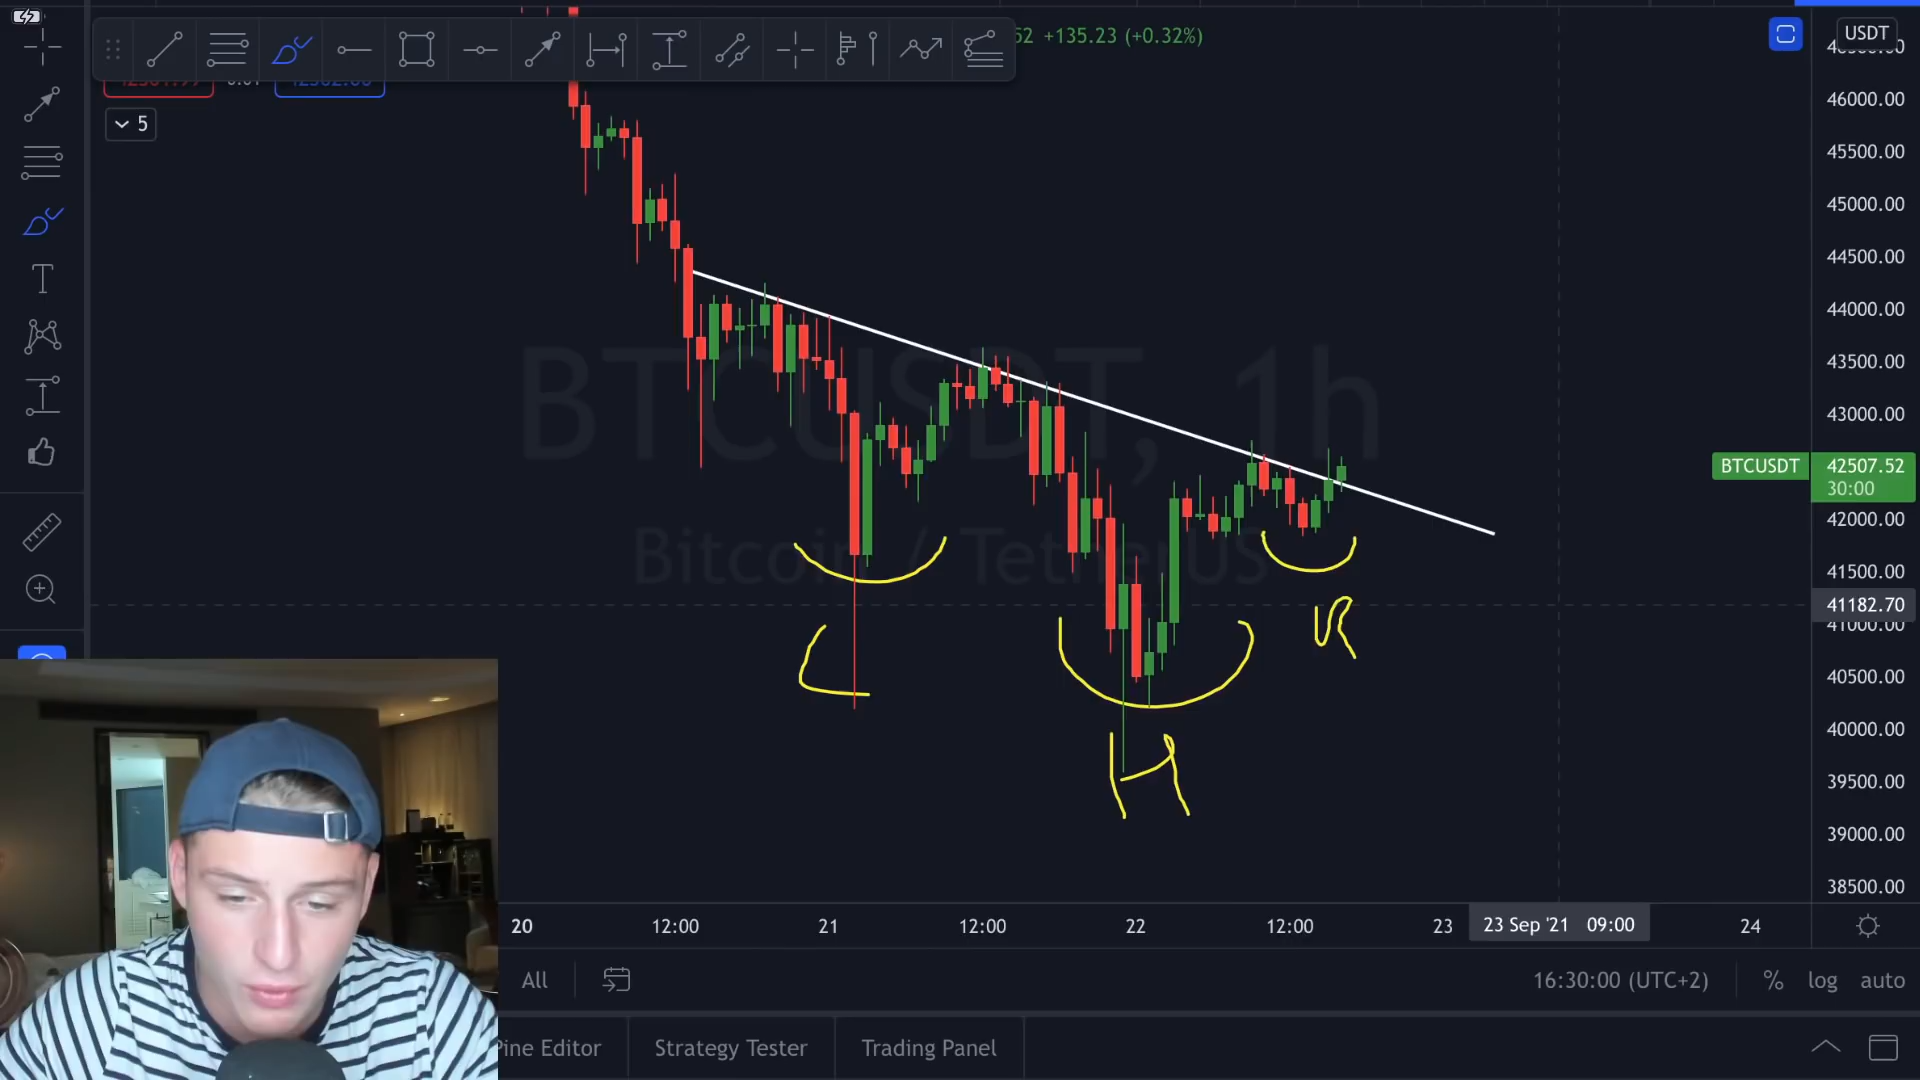 52 +135.23 (+0.32%)
USDT
46000.00
5
45500.00
45000.00
44500.00
44000.00
43500.00
BTCUSDT, 1h
43000.00
BTCUSDT 42507.52
30:00
42000.00
Bitcoin / TetherUS
41500.00
41182.70
41000.00
R
L
40500.00
40000.00
H
39500.00
39000.00
38500.00
20 12:00 21 12:00 22 12:00 23 23 Sep '21 09:00 24
All 16:30:00 (UTC+2) % log auto
Pine Editor Strategy Tester Trading Panel